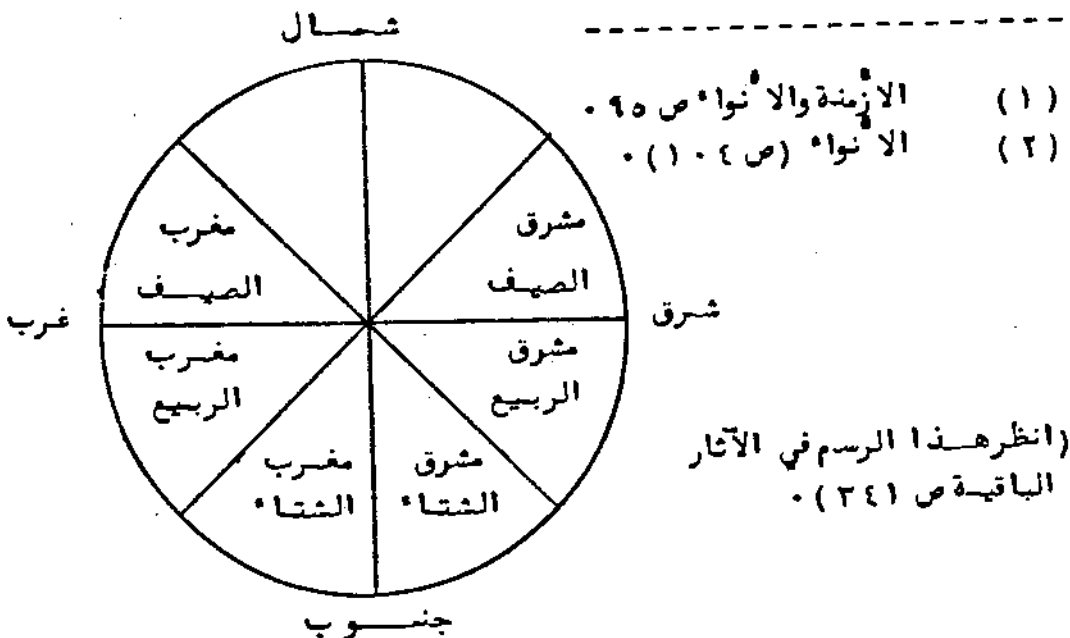 شمال
(١) الأزمنة والأنواء ص ٩٥ .
(٢) الأنواء (ص ١٠٤) .
مشرق
الصيف
مغرب
الصيف
شرق
غرب
مشرق
الربيع
مغرب
الربيع
مشرق
الشتاء
مغرب
الشتاء
(انظر هذا الرسم في الآثار
الباقية ص (٣٤) .
جنوب